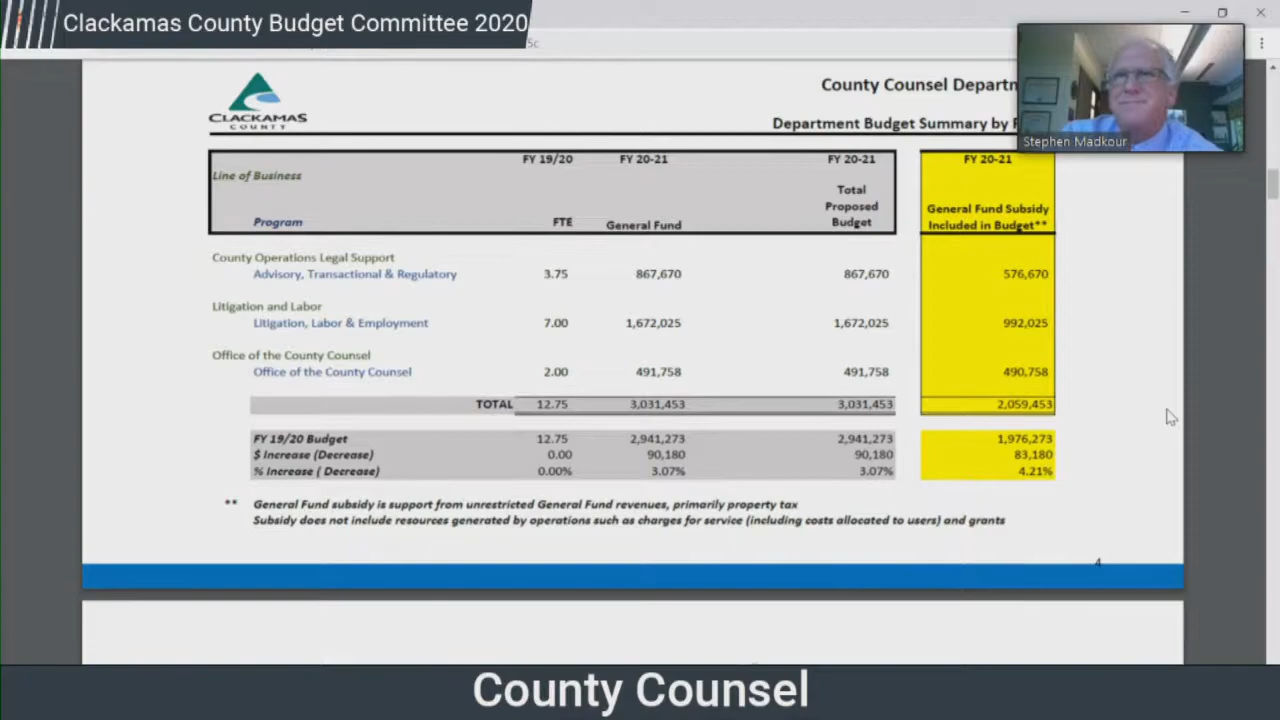 Clackamas County Budget Committee 2020
CLACKAMAS
COUNTY
County Counsel
Department Budget Summary by
Stephen Madkour
FY 19/20 FY 20-21 FY 20-21 FY 20-21
Line of Business
Total
Proposed
Budget
General Fund Subsidy
Included in Budget**
Program FTE General Fund
County Operations Legal Support
Advisory, Transactional & Regulatory 3.75 867,670 867,670 576,670
Litigation and Labor
Litigation, Labor & Employment 7.00 1,672,025 1,672,025 992,025
Office of the County Counsel
Office of the County Counsel 2.00 491,758 491,758 490,758
TOTAL 12.75 3,031,453 3,031,453 2,059,453
FY 19/20 Budget 12.75 2,941,273 2,941,273 1,976,273
$ Increase (Decrease) 0.00 90,180 90,180 83,180
% Increase ( Decrease) 0.00% 3.07% 3.07% 4.21%
** General Fund subsidy is support from unrestricted General Fund revenues, primarily property tax
Subsidy does not include resources generated by operations such as charges for service (including costs allocated to users) and grants
4
County Counsel